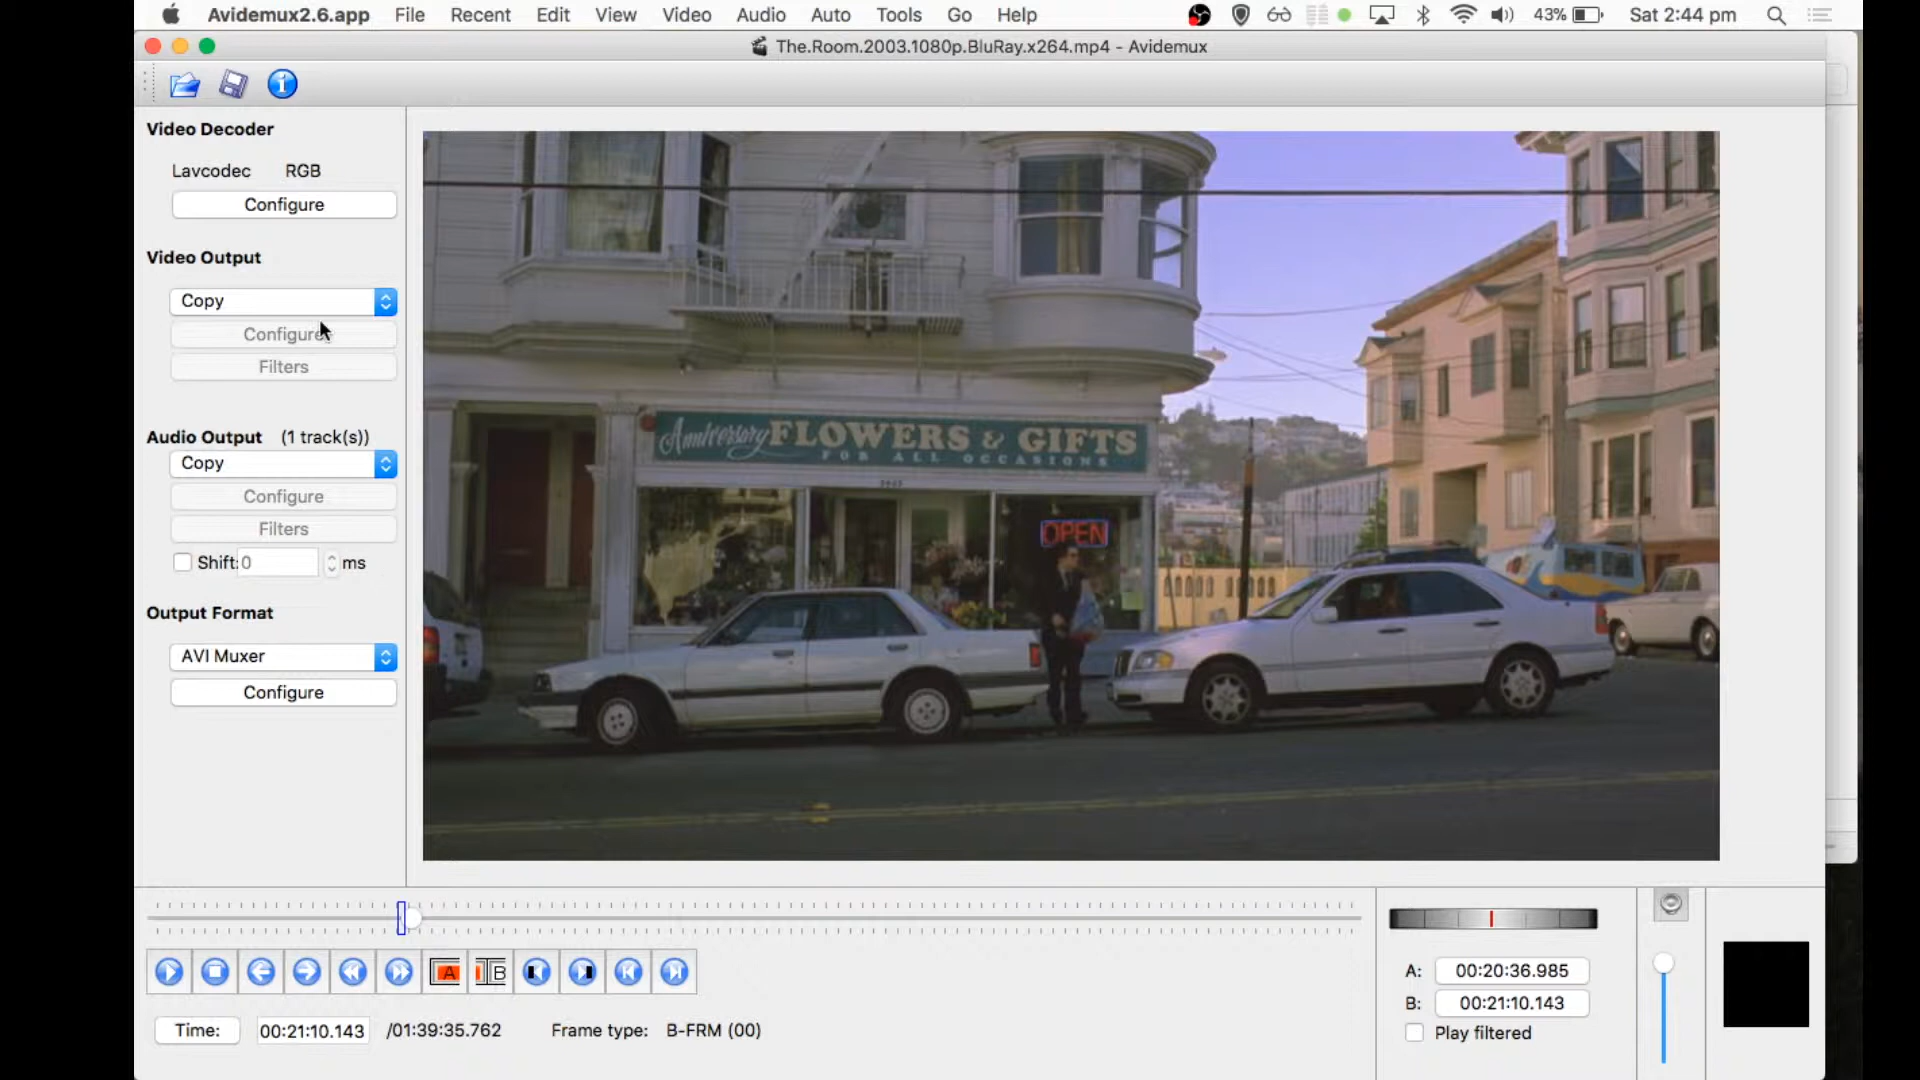 Avidemux2.6.app File Recent Edit View Video Audio Auto Tools Go Help 43% Sat 2:44 pm
The.Room.2003.1080p.BluRay.x264.mp4 - Avidemux
Video Decoder
Lavcodec RGB
Configure
Video Output
Copy
Configure
Filters
Audio Output (1 track(s))
Copy
Configure
Filters
Shift: 0 ms
Output Format
AVI Muxer
Configure
Anniversary FLOWERS & GIFTS
FOR ALL OCCASIONS
OPEN
A B
Time: 00:21:10.143 /01:39:35.762 Frame type: B-FRM (00)
A: 00:20:36.985
B: 00:21:10.143
Play filtered